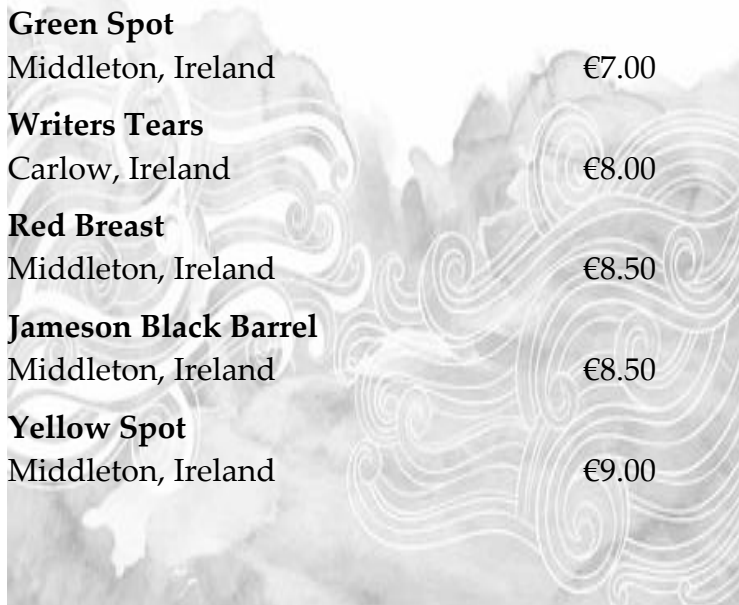 Green Spot
Middleton, Ireland €7.00
Writers Tears
Carlow, Ireland €8.00
Red Breast
Middleton, Ireland €8.50
Jameson Black Barrel
Middleton, Ireland €8.50
Yellow Spot
Middleton, Ireland €9.00